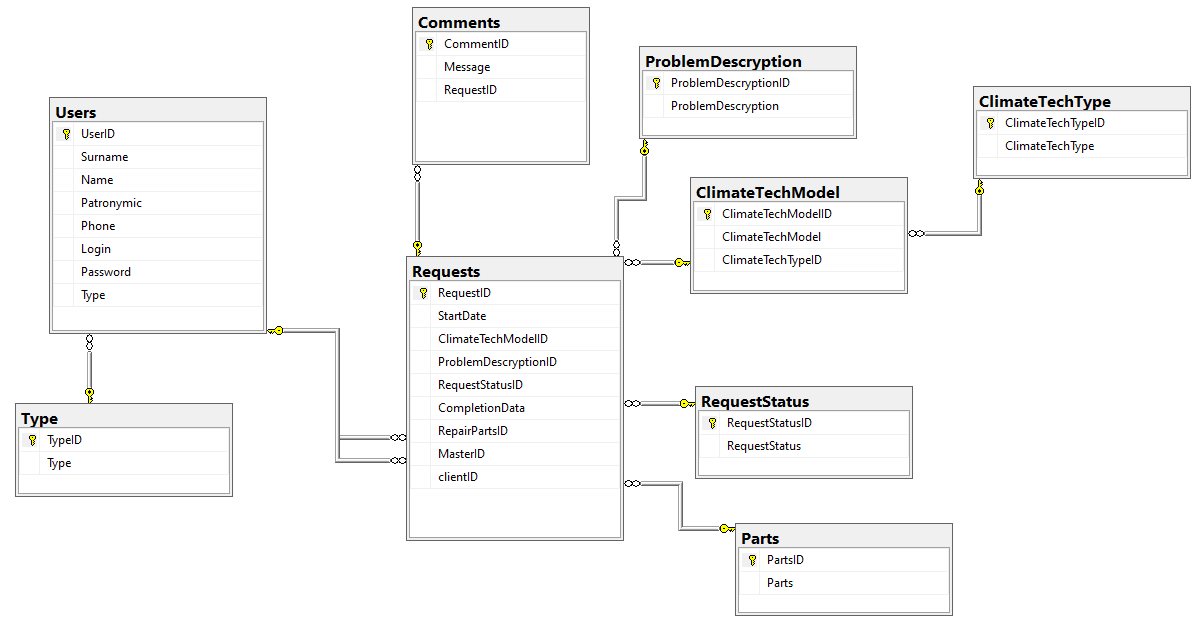 Comments
CommentID
Message
RequestID
ProblemDescryption
ProblemDescryptionID
ProblemDescryption
ClimateTechType
ClimateTechTypeID
ClimateTechType
Users
UserID
Surname
Name
Patronymic
Phone
Login
Password
Type
ClimateTechModel
ClimateTechModelID
ClimateTechModel
ClimateTechTypeID
Requests
RequestID
StartDate
ClimateTechModelID
ProblemDescryptionID
RequestStatusID
CompletionData
RepairPartsID
MasterID
clientID
Type
TypeID
Type
RequestStatus
RequestStatusID
RequestStatus
Parts
PartsID
Parts